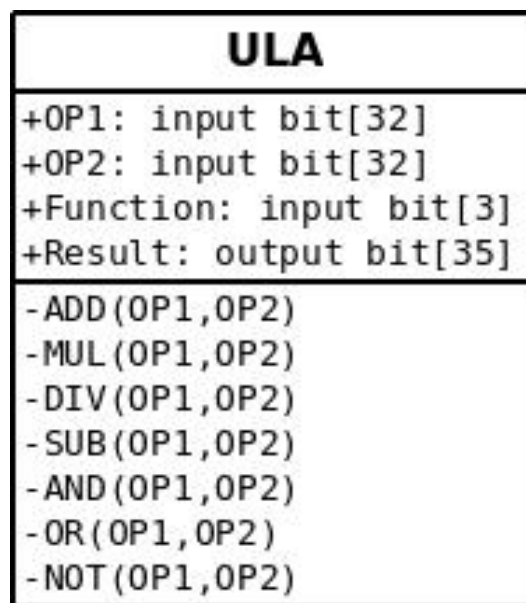 ULA
+OP1: input bit[32]
+OP2: input bit[32]
+Function: input bit[3]
+Result: output bit[35]
-ADD(OP1,OP2)
-MUL(OP1,OP2)
-DIV(OP1,OP2)
-SUB(OP1,OP2)
-AND(OP1,OP2)
-OR(OP1,OP2)
-NOT(OP1,OP2)